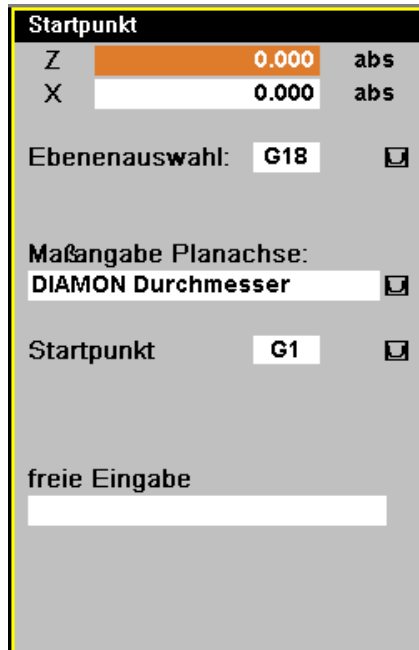 Startpunkt
Z 0.000 abs
X 0.000 abs
Ebenenauswahl: G18
Maßangabe Planachse:
DIAMON Durchmesser
Startpunkt G1
freie Eingabe